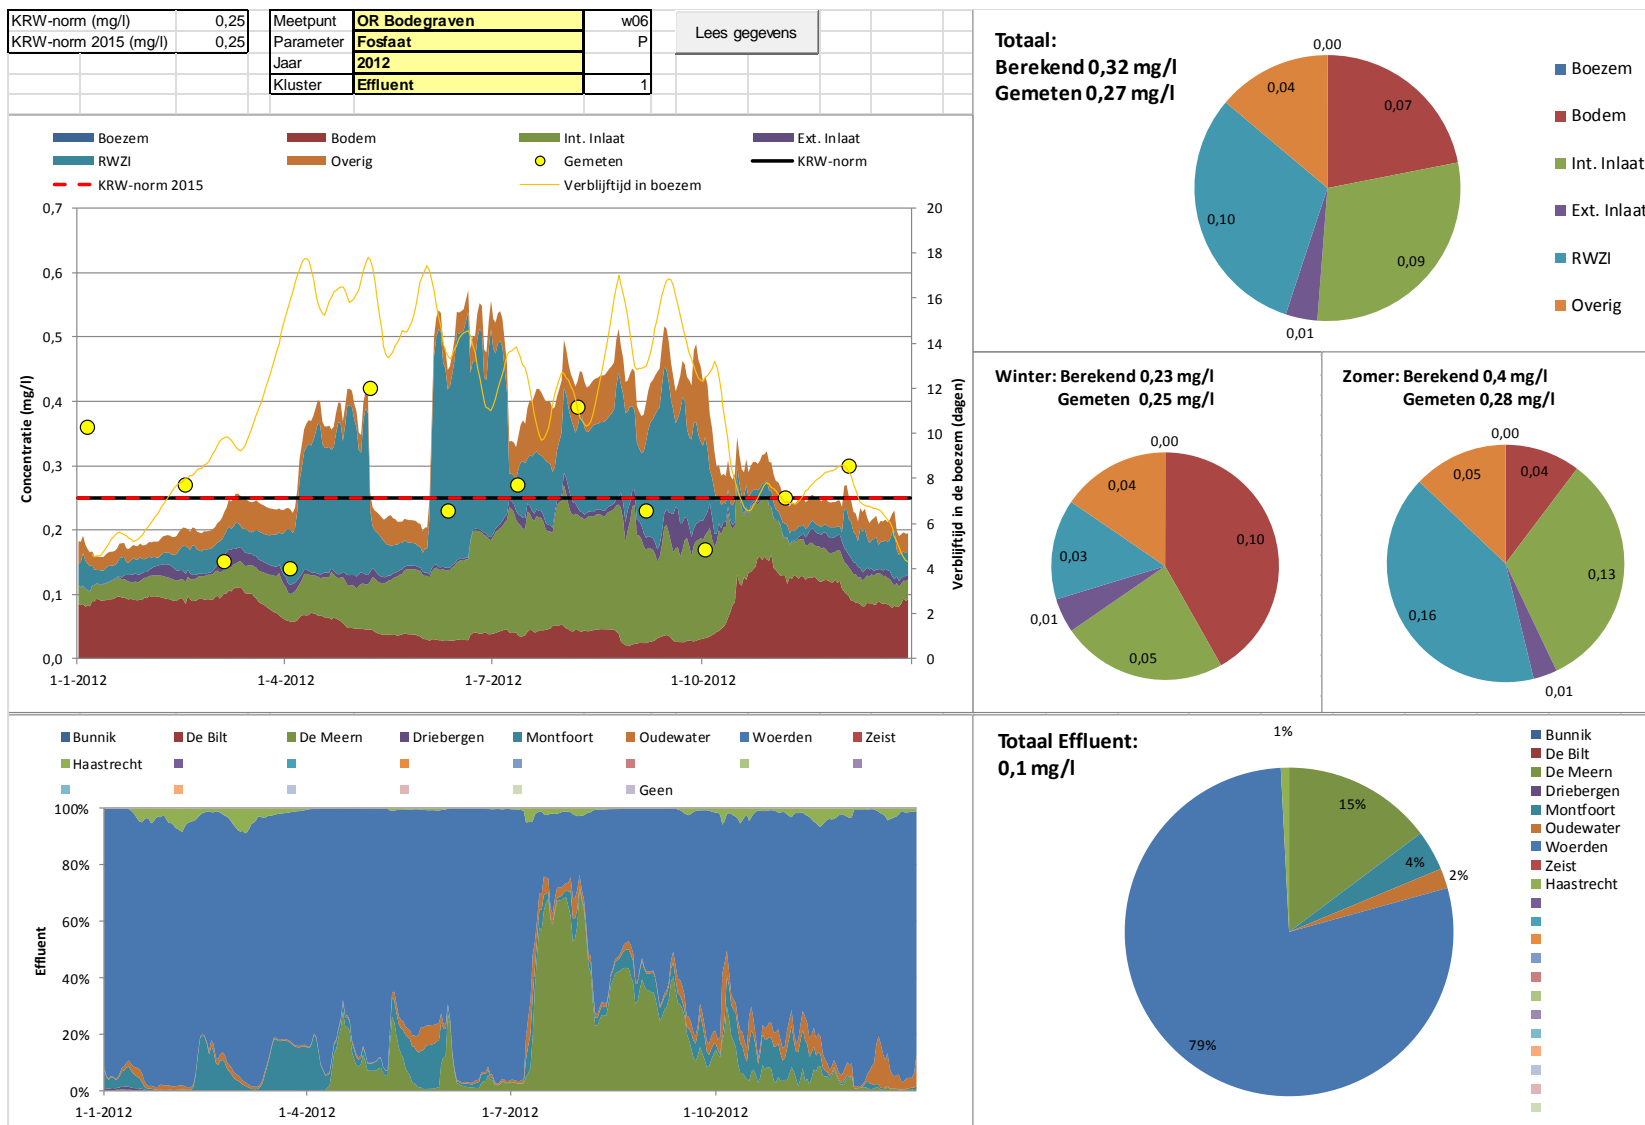 KRW-norm (mg/l) 0,25
KRW-norm 2015 (mg/l) 0,25
Meetpunt OR Bodegraven w06
Parameter Fosfaat P
Jaar 2012
Kluster Effluent 1
Lees gegevens
Boezem Bodem Int. Inlaat Ext. Inlaat
RWZI Overig Gemeten KRW-norm
KRW-norm 2015 Verblijftijd in boezem
Concentratie (mg/l)
0,7
0,6
0,5
0,4
0,3
0,2
0,1
0,0
1-1-2012 1-4-2012 1-7-2012 1-10-2012
20
18
16
14
12
10
8
6
4
2
0
Verblijftijd in de boezem (dagen)
Totaal:
Berekend 0,32 mg/l
Gemeten 0,27 mg/l
0,00
0,07
0,09
0,01
0,10
0,04
Boezem
Bodem
Int. Inlaat
Ext. Inlaat
RWZI
Overig
Winter: Berekend 0,23 mg/l
Gemeten 0,25 mg/l
0,00
0,10
0,05
0,01
0,03
0,04
Zomer: Berekend 0,4 mg/l
Gemeten 0,28 mg/l
0,00
0,04
0,13
0,01
0,16
0,05
Bunnik De Bilt De Meern Driebergen Montfoort Oudewater Woerden Zeist
Haastrecht
Geen
Effluent
100%
80%
60%
40%
20%
0%
1-1-2012 1-4-2012 1-7-2012 1-10-2012
Totaal Effluent:
0,1 mg/l
1%
15%
4%
2%
79%
Bunnik
De Bilt
De Meern
Driebergen
Montfoort
Oudewater
Woerden
Zeist
Haastrecht